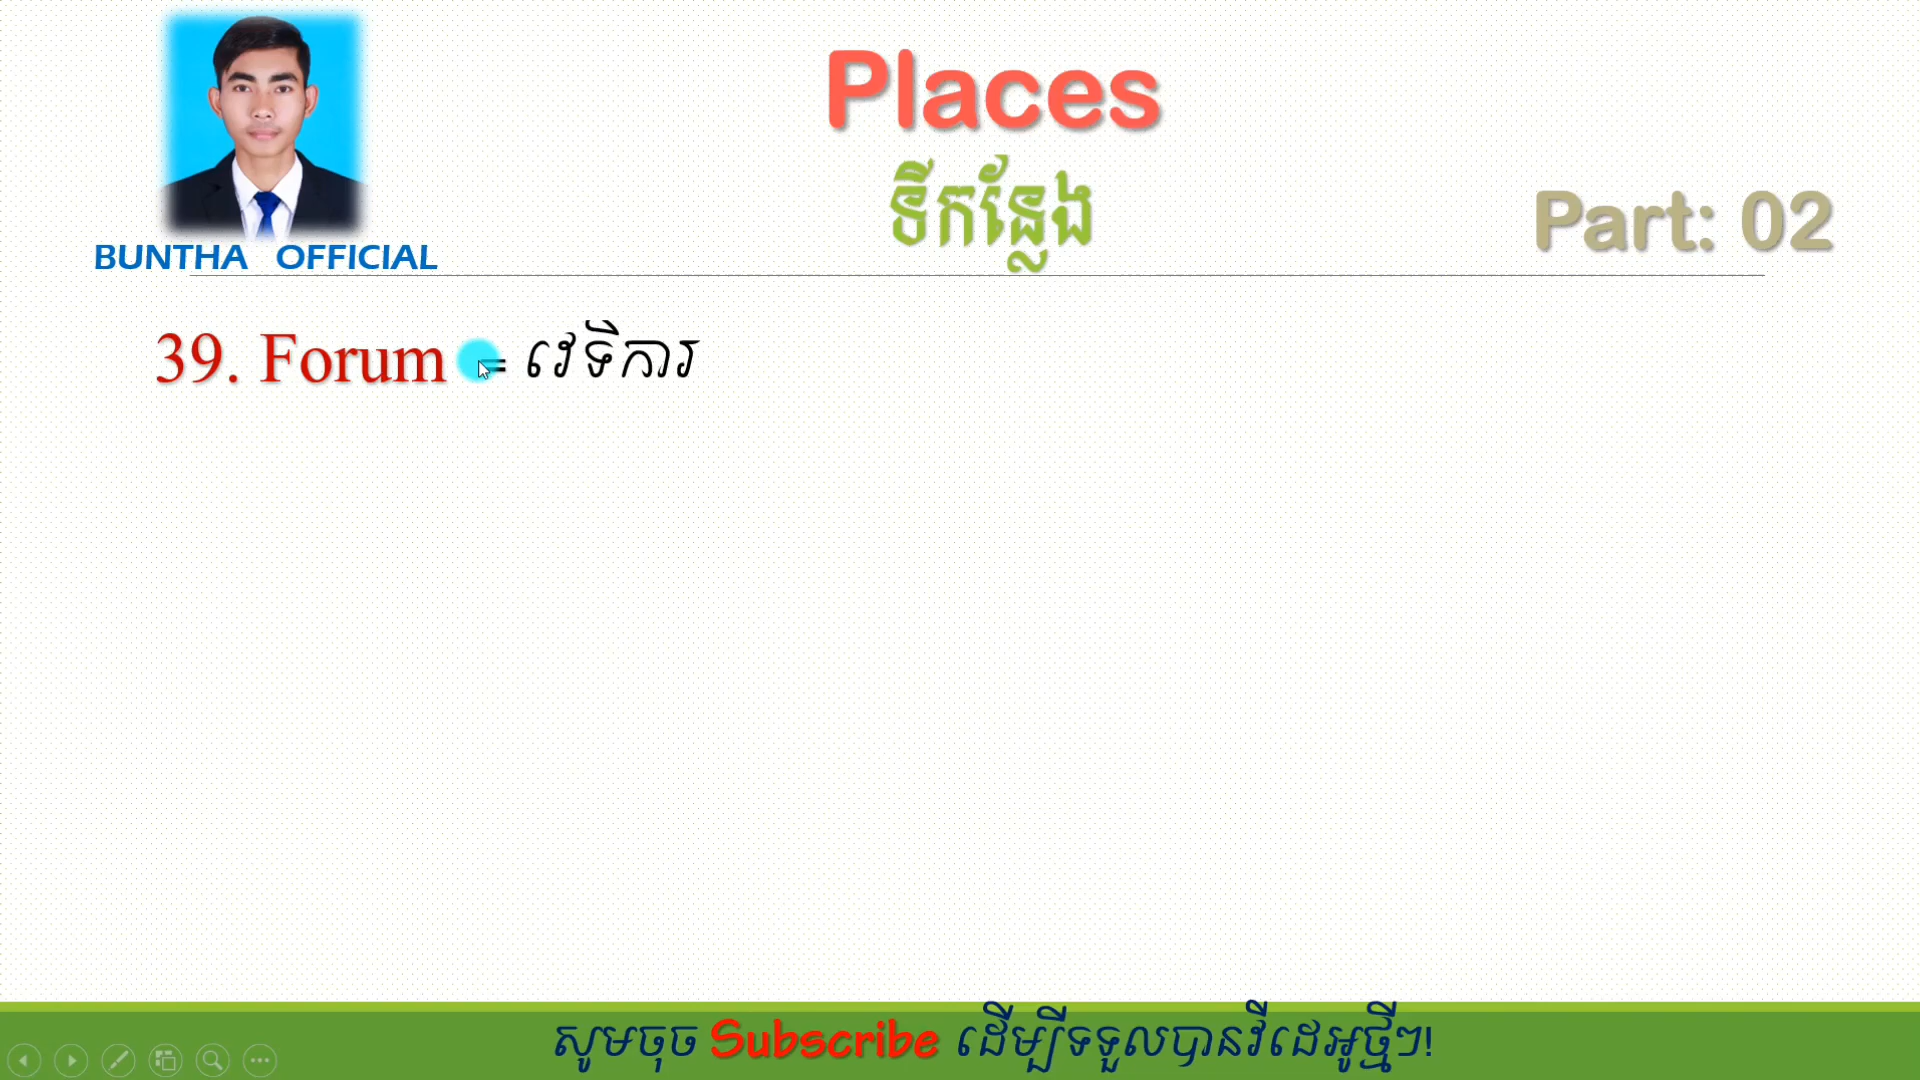 Places
ទីកន្លែង
Part: 02
BUNTHA OFFICIAL
39. Forum = វេទិការ
សូមចុច Subscribe ដើម្បីទទួលបានវីដេអូថ្មីៗ!